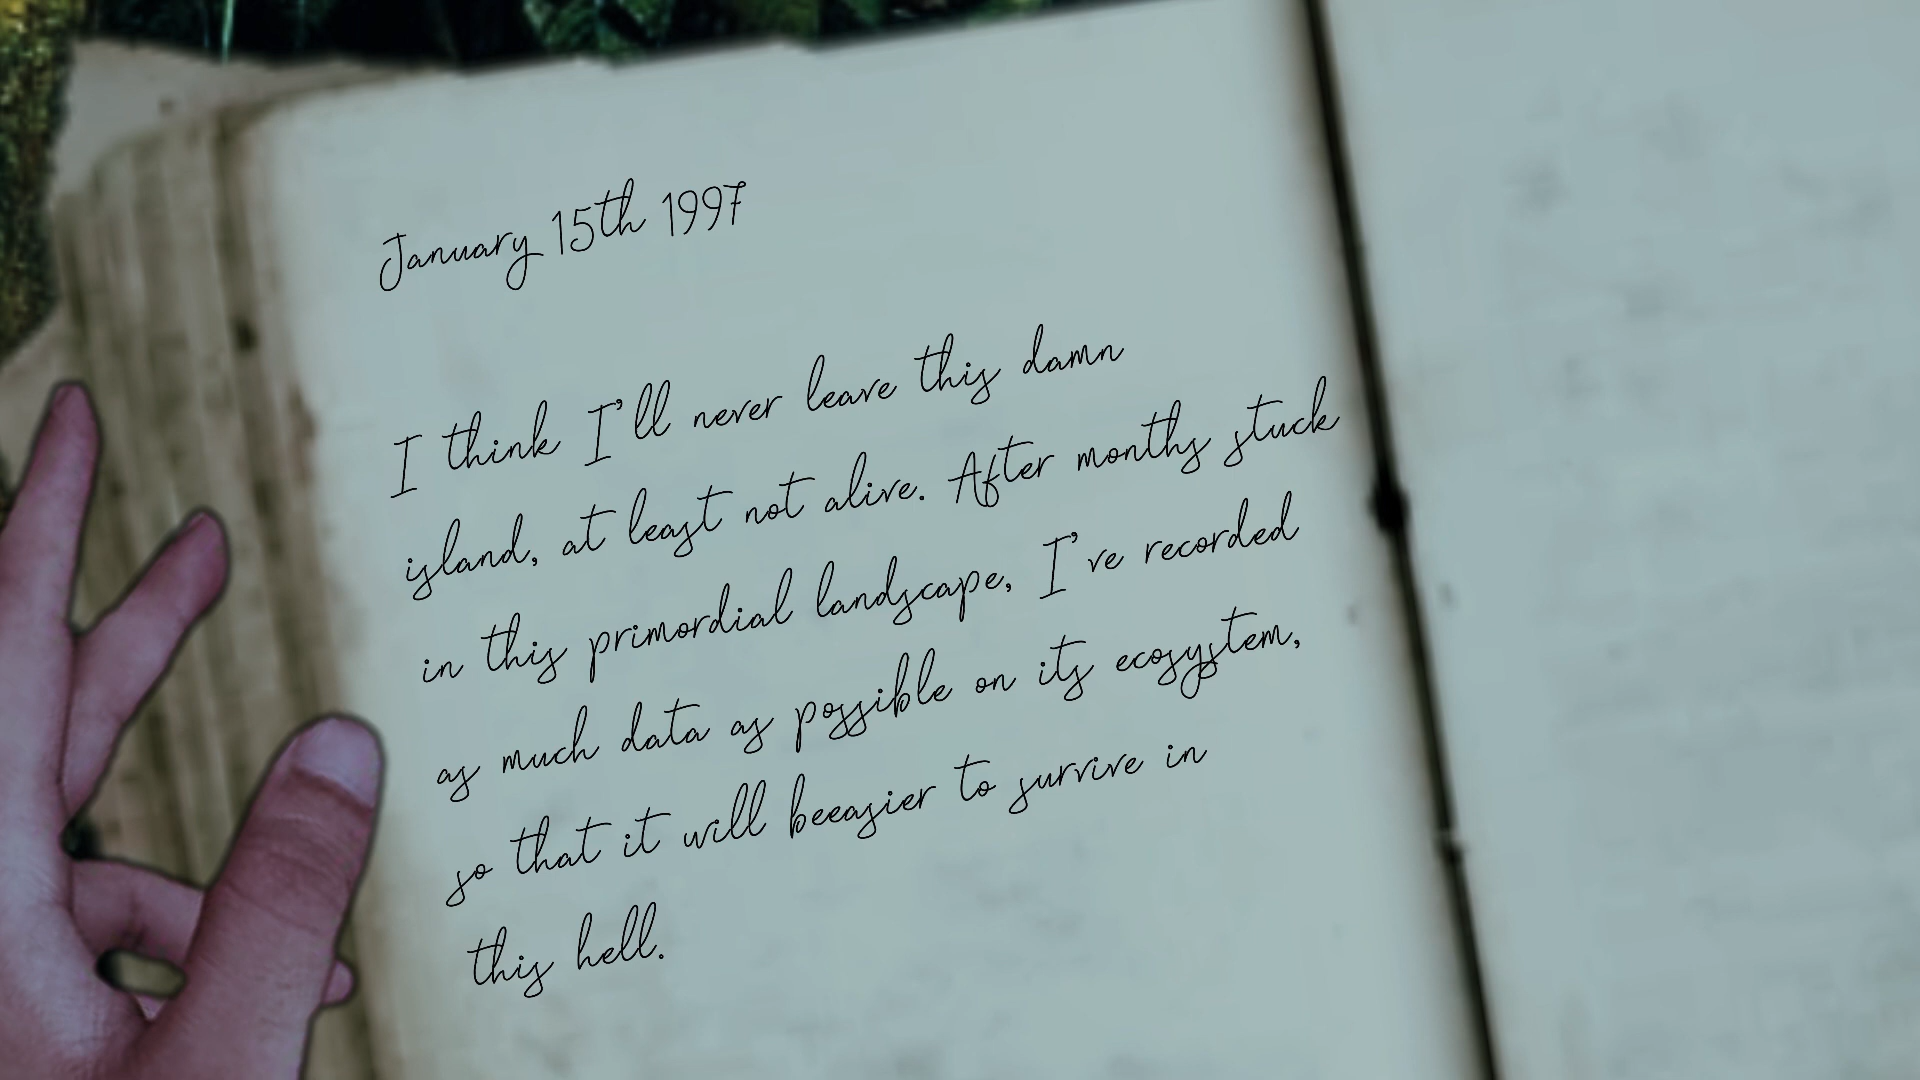 January 15th 1997
I think I'll never leave this damn
island, at least not alive. After months stuck
in this primordial landscape, I've recorded
as much data as possible on its ecosystem,
so that it will beeasier to survive in
this hell.